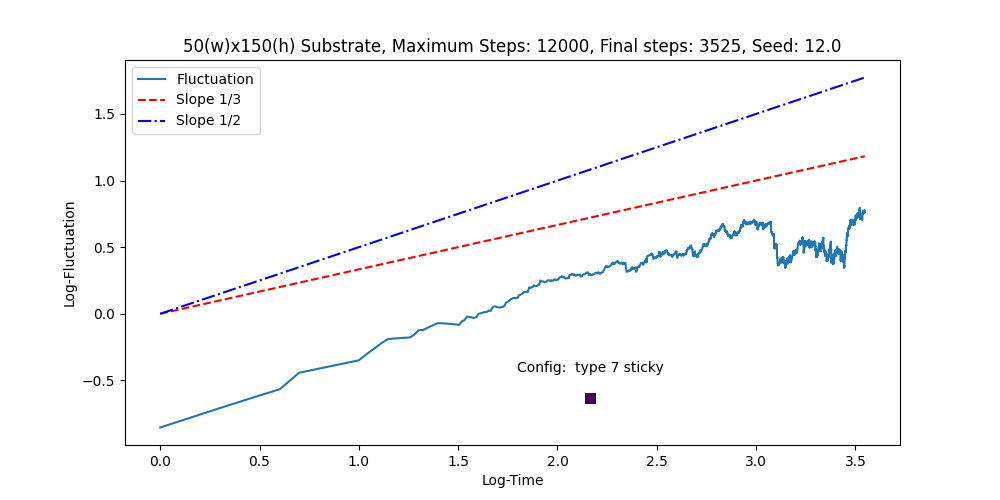 50(w)x150(h) Substrate, Maximum Steps: 12000, Final steps: 3525, Seed: 12.0
Fluctuation
Slope 1/3
Slope 1/2
1.5
1.0
0.5
0.0
−0.5
Log-Fluctuation
Config:  type 7 sticky
0.0 0.5 1.0 1.5 2.0 2.5 3.0 3.5
Log-Time